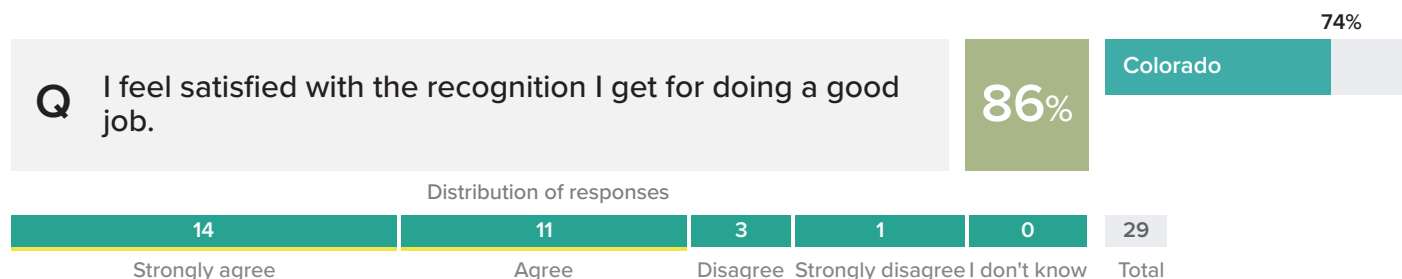 74%
Q
I feel satisfied with the recognition I get for doing a good
job.
86%
Colorado
Distribution of responses
14 11 3 1 0 29
Strongly agree Agree Disagree Strongly disagree I don't know Total